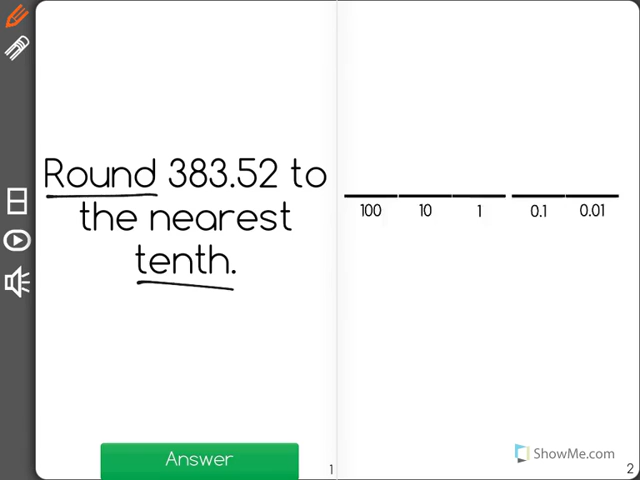 Round 383.52 to
the nearest
tenth.
Answer
1
100 10 1 0.1 0.01
ShowMe.com
2